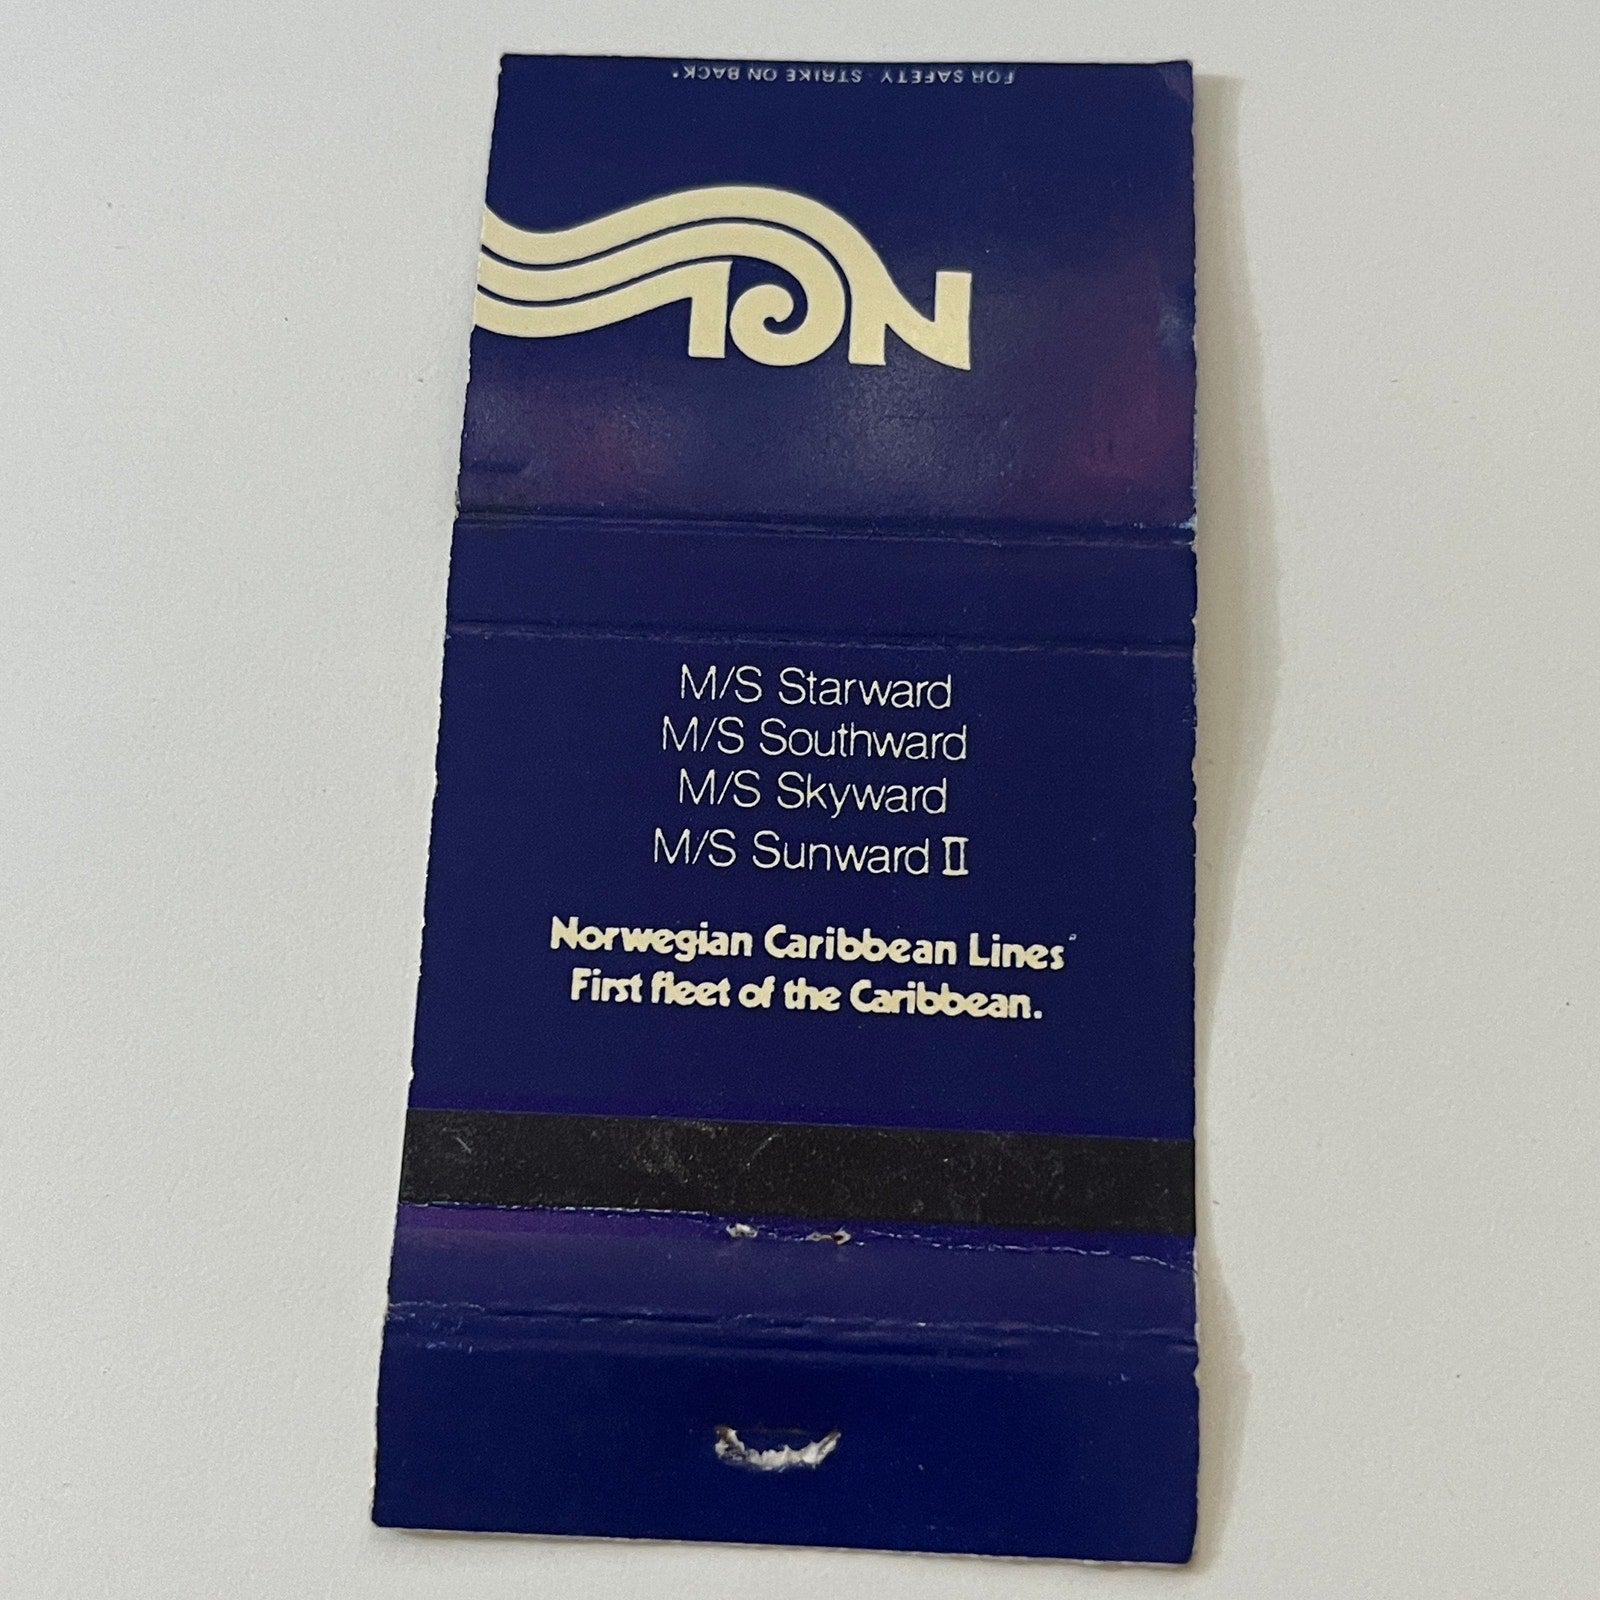 FOR SAFETY · STRIKE ON BACK.
NCL
M/S Starward
M/S Southward
M/S Skyward
M/S Sunward II
Norwegian Caribbean Lines
First fleet of the Caribbean.